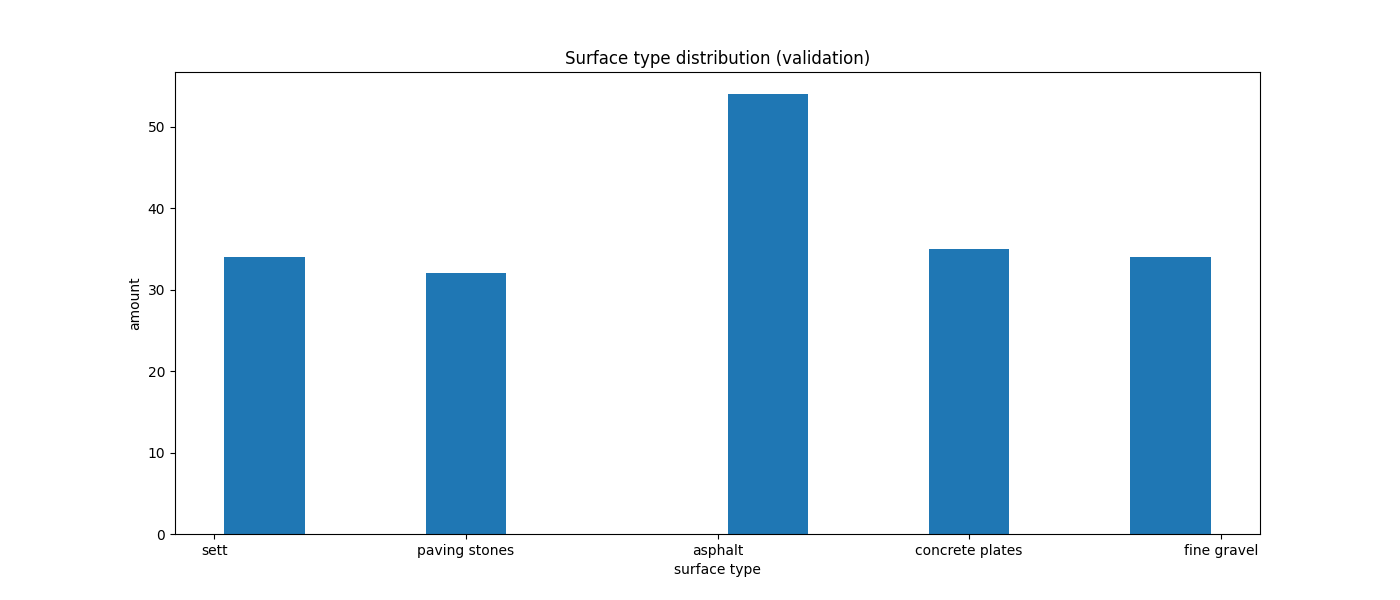 Surface type distribution (validation)
50
40
30
20
10
0
amount
sett paving stones asphalt concrete plates fine gravel
surface type